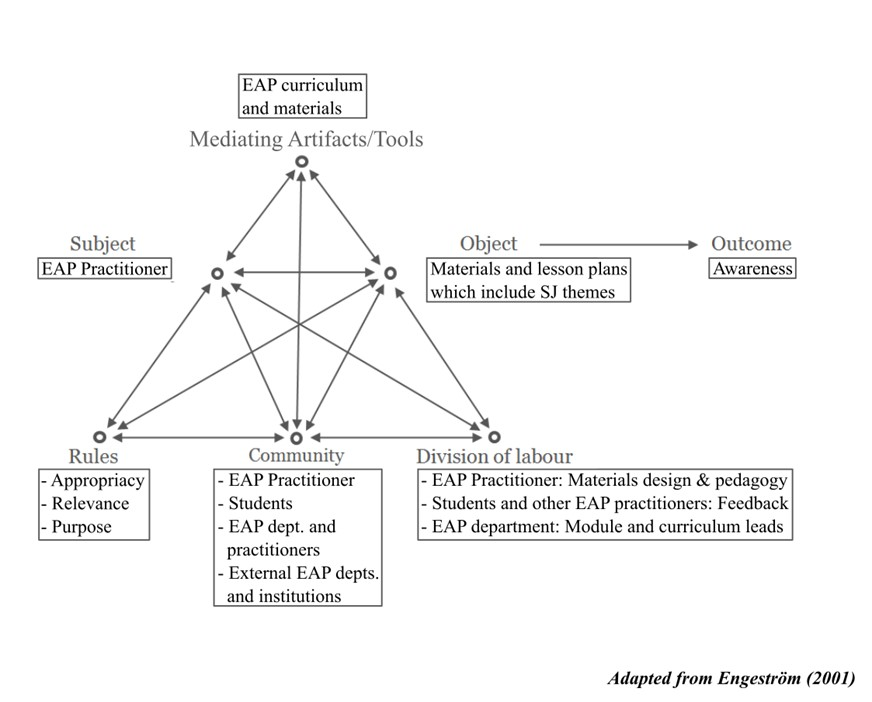 EAP curriculum
and materials
Mediating Artifacts/Tools
Subject
EAP Practitioner
Object
Materials and lesson plans
which include SJ themes
Outcome
Awareness
Rules
- Appropriacy
- Relevance
- Purpose
Community
- EAP Practitioner
- Students
- EAP dept. and
practitioners
- External EAP depts.
and institutions
Division of labour
- EAP Practitioner: Materials design & pedagogy
- Students and other EAP practitioners: Feedback
- EAP department: Module and curriculum leads
Adapted from Engeström (2001)